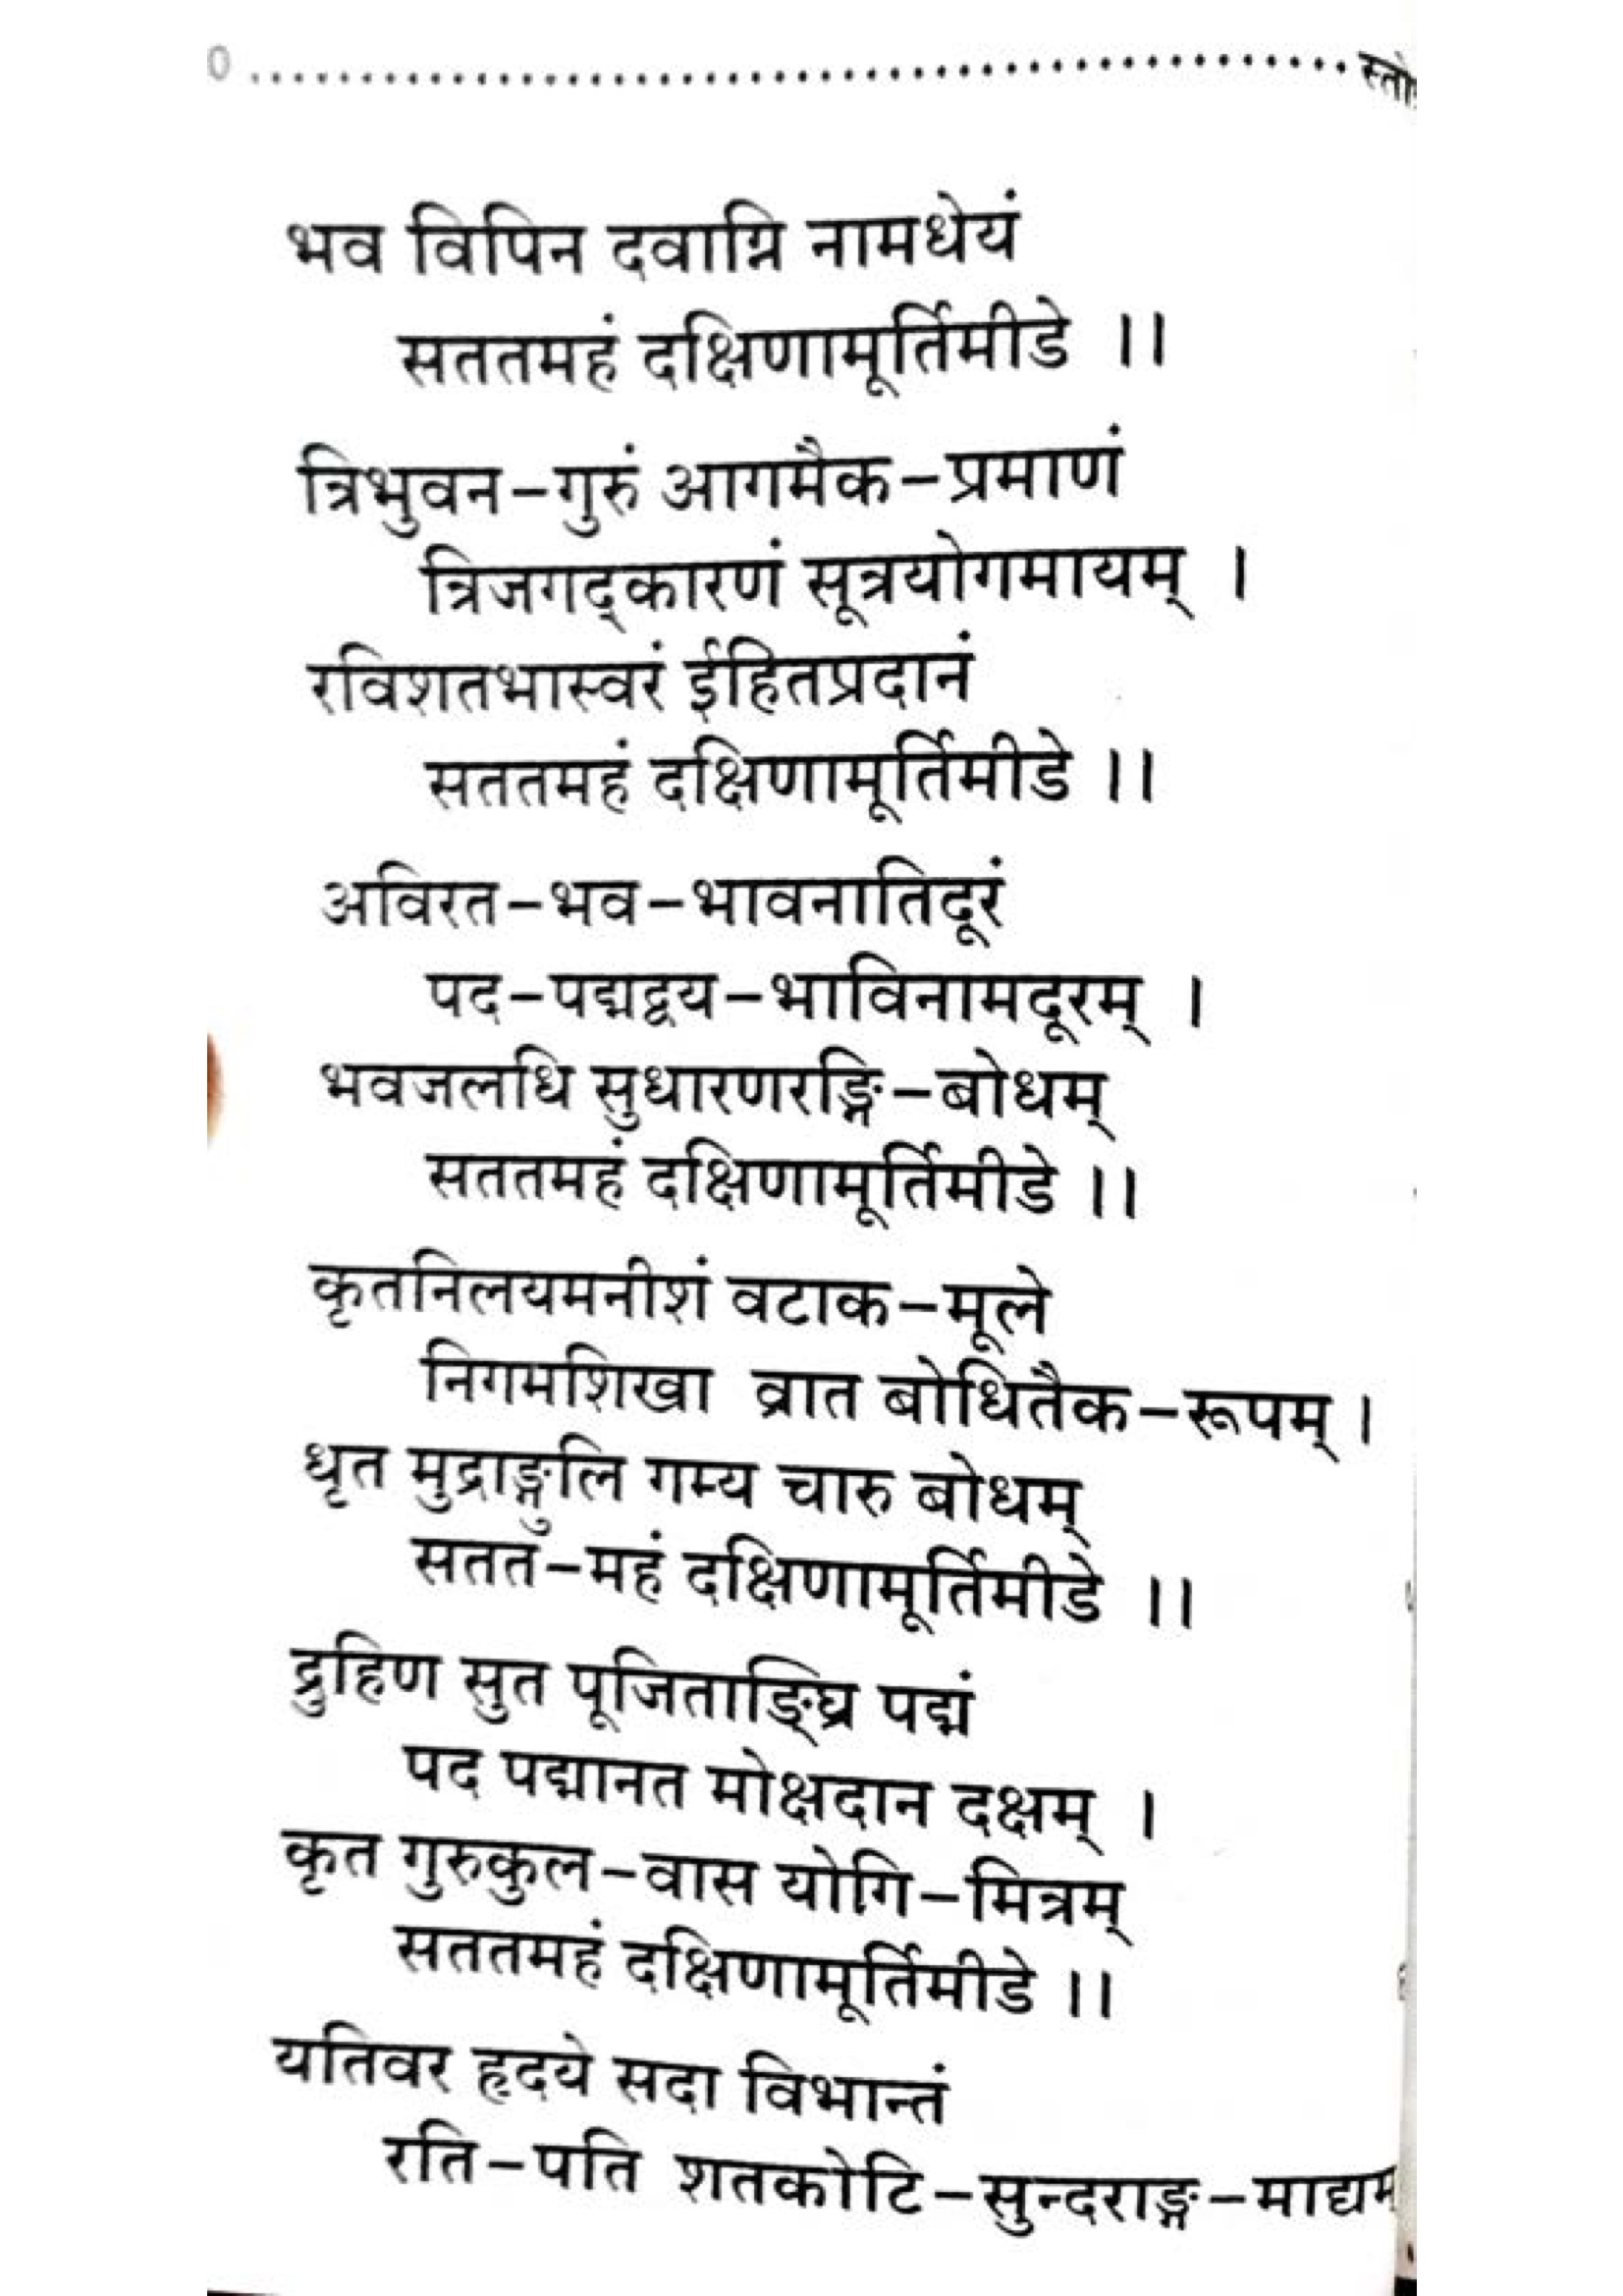 भव विपिन दवाग्नि नामधेयं
सततमहं दक्षिणामूर्तिमीडे ।।
त्रिभुवन-गुरुं आगमैक-प्रमाणं
त्रिजगद्‌कारणं सूत्रयोगमायम् ।
रविशतभास्वरं ईहितप्रदानं
सततमहं दक्षिणामूर्तिमीडे ।।
अविरत-भव-भावनातिदूरं
पद-पद्मद्वय-भाविनामदूरम् ।
भवजलधि सुधारणरङ्गि-बोधम्
सततमहं दक्षिणामूर्तिमीडे ।।
कृतनिलयमनीशं वटाक-मूले
निगमशिखा व्रात बोधितैक-रूपम् ।
धृत मुद्राङ्गुलि गम्य चारु बोधम्
सतत-महं दक्षिणामूर्तिमीडे ।।
द्रुहिण सुत पूजिताङ्घ्रि पद्मं
पद पद्मानत मोक्षदान दक्षम् ।
कृत गुरुकुल-वास योगि-मित्रम्
सततमहं दक्षिणामूर्तिमीडे ।।
यतिवर हृदये सदा विभान्तं
रति-पति शतकोटि-सुन्दराङ्ग-माद्यम्